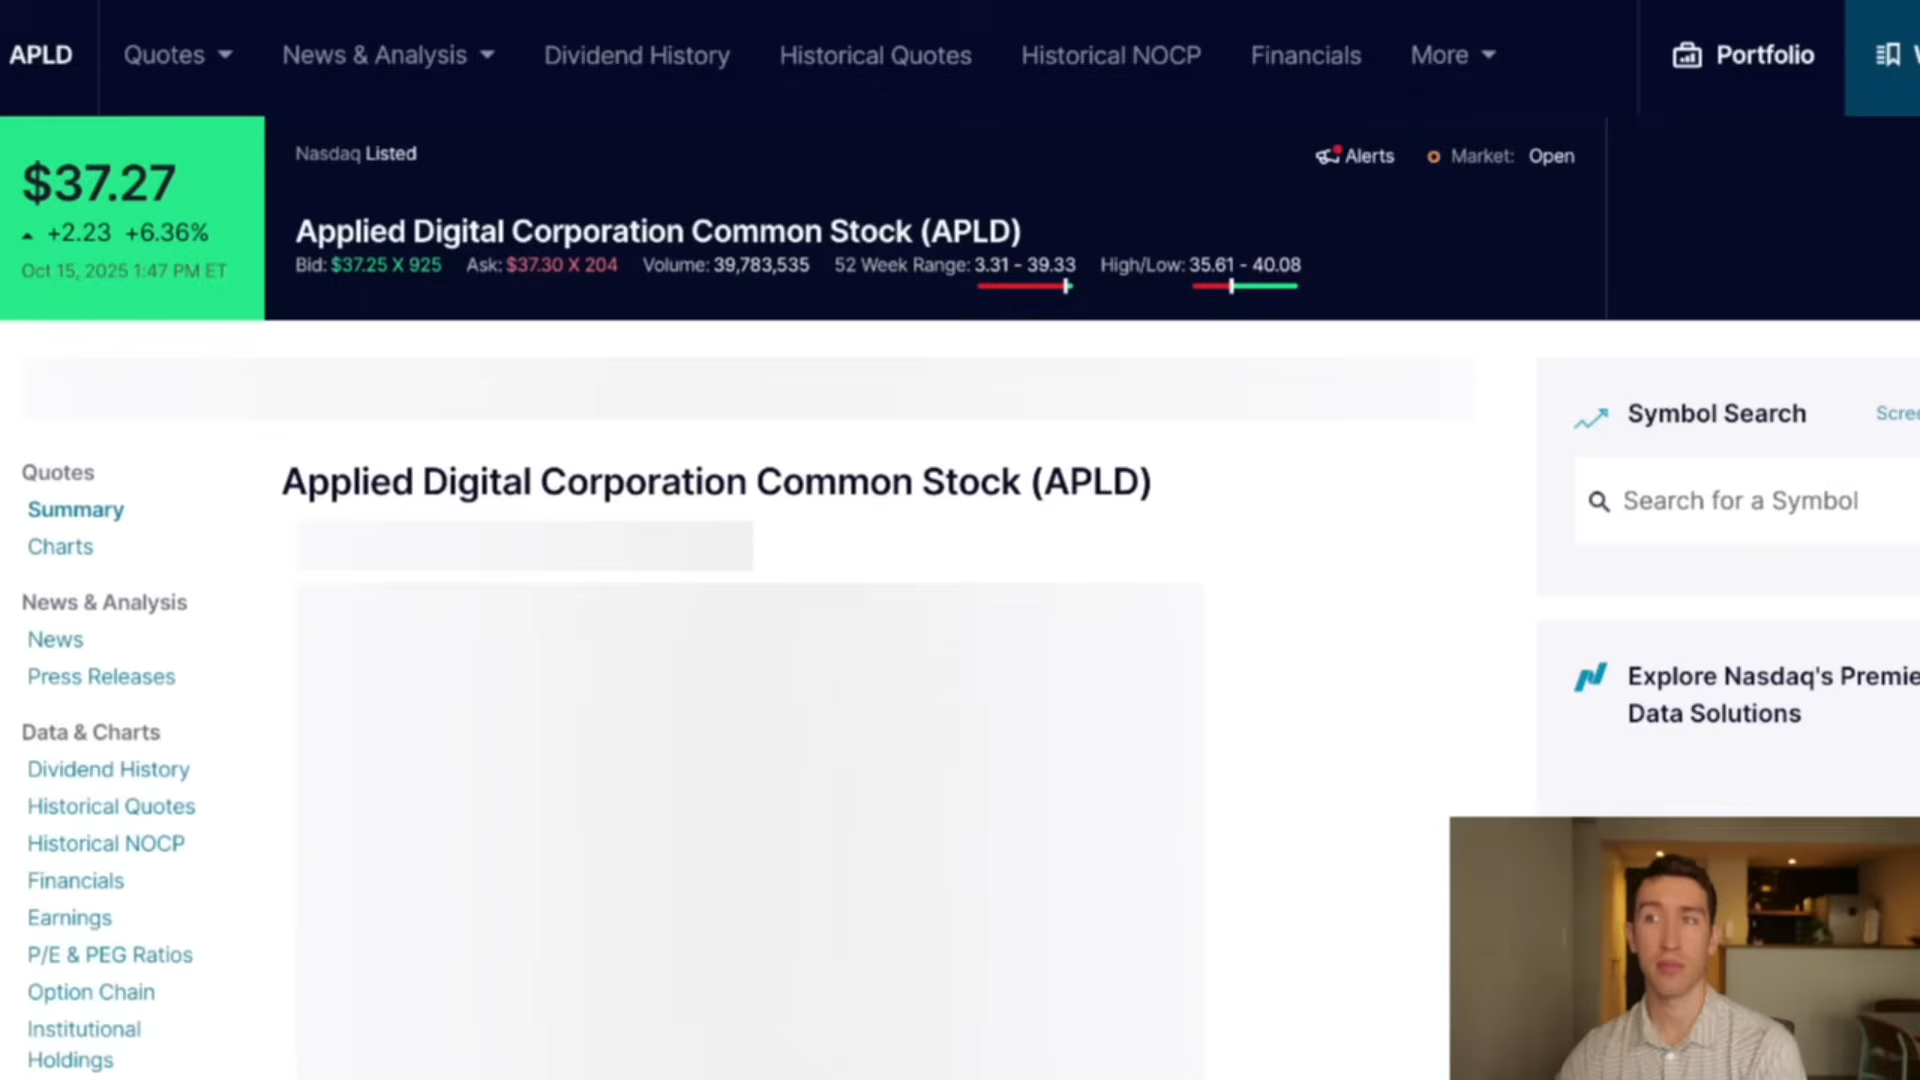 APLD Quotes News & Analysis Dividend History Historical Quotes Historical NOCP Financials More Portfolio
$37.27
+2.23 +6.36%
Oct 15, 2025 1:47 PM ET
Nasdaq Listed
Alerts Market: Open
Applied Digital Corporation Common Stock (APLD)
Bid: $37.25 X 925 Ask: $37.30 X 204 Volume: 39,783,535 52 Week Range: 3.31 - 39.33 High/Low: 35.61 - 40.08
Quotes
Summary
Charts
News & Analysis
News
Press Releases
Data & Charts
Dividend History
Historical Quotes
Historical NOCP
Financials
Earnings
P/E & PEG Ratios
Option Chain
Institutional
Holdings
Applied Digital Corporation Common Stock (APLD)
Symbol Search
Search for a Symbol
Explore Nasdaq's Premie
Data Solutions